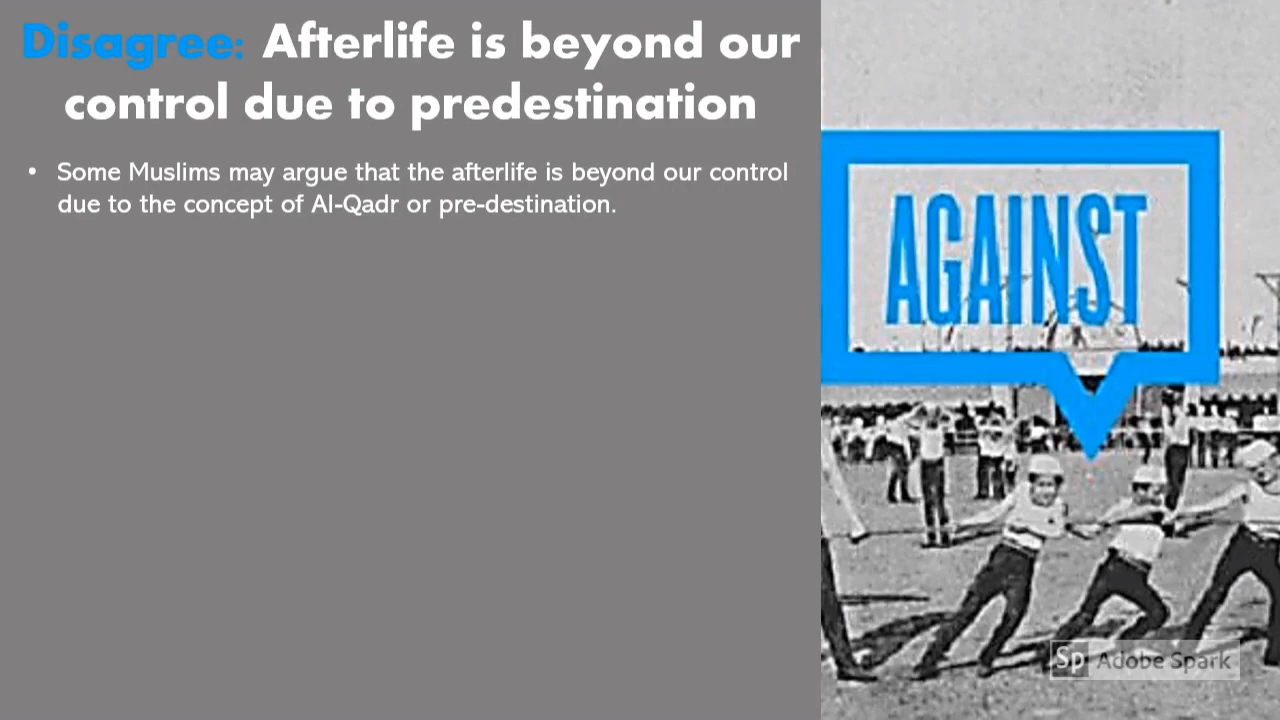 Disagree: Afterlife is beyond our
control due to predestination
• Some Muslims may argue that the afterlife is beyond our control
due to the concept of Al-Qadr or pre-destination.
AGAINST
Sp Adobe Spark